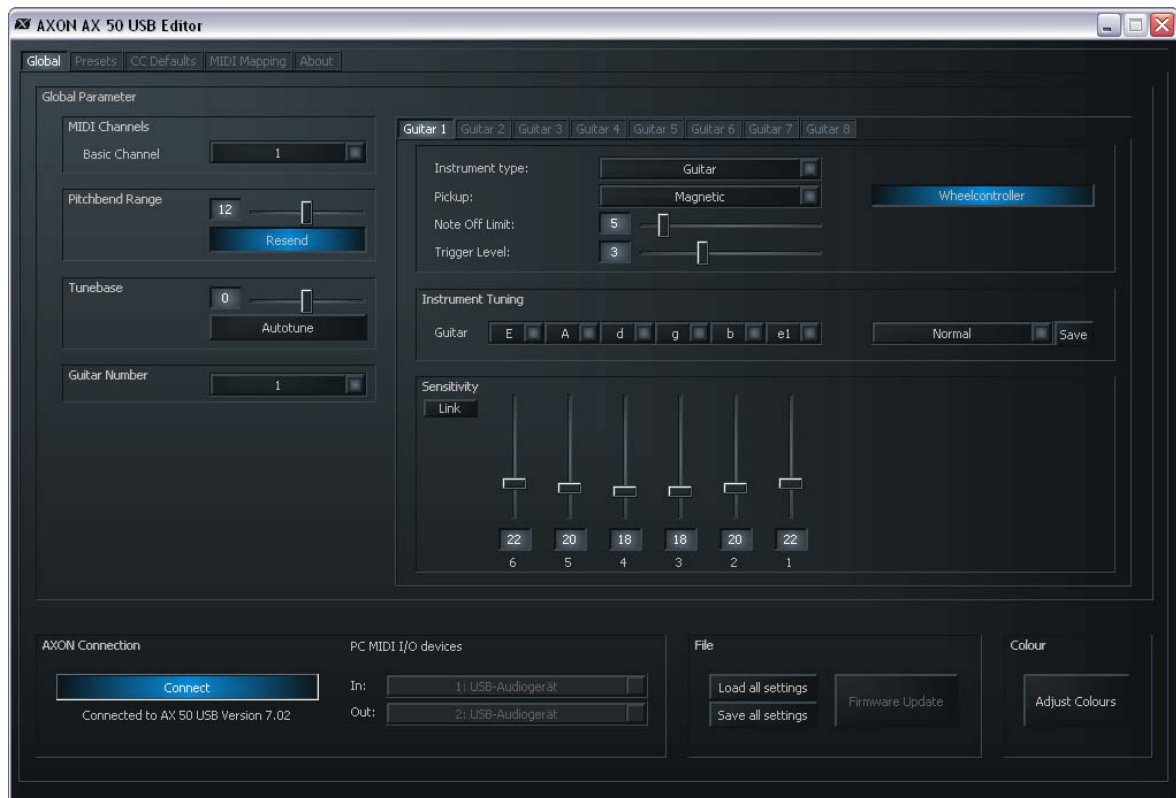 AXON AX 50 USB Editor
Global Presets CC Defaults MIDI Mapping About
Global Parameter
MIDI Channels
Basic Channel 1
Pitchbend Range
12
Resend
Tunebase
0
Autotune
Guitar Number
1
Guitar 1 Guitar 2 Guitar 3 Guitar 4 Guitar 5 Guitar 6 Guitar 7 Guitar 8
Instrument type: Guitar
Pickup: Magnetic
Wheelcontroller
Note Off Limit: 5
Trigger Level: 3
Instrument Tuning
Guitar E A d g b e1 Normal Save
Sensitivity
Link
22 20 18 18 20 22
6 5 4 3 2 1
AXON Connection
Connect
Connected to AX 50 USB Version 7.02
PC MIDI I/O devices
In: 1: USB-Audiogerät
Out: 2: USB-Audiogerät
File
Load all settings
Save all settings
Firmware Update
Colour
Adjust Colours